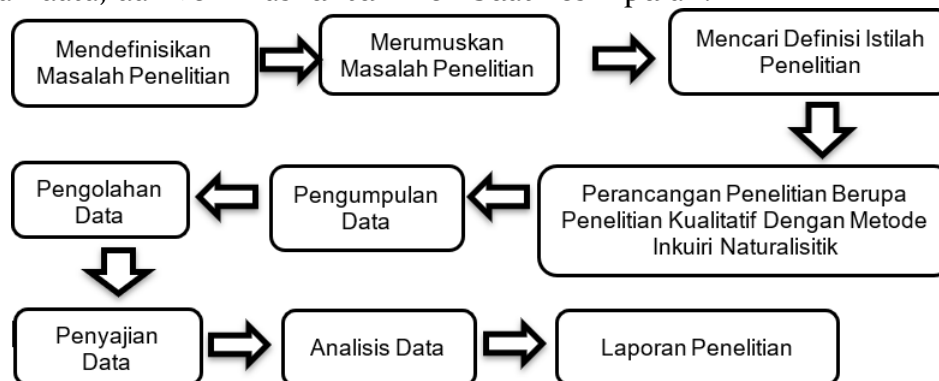 Mendefinisikan
Masalah Penelitian
Merumuskan
Masalah Penelitian
Mencari Definisi Istilah
Penelitian
Perancangan Penelitian Berupa
Penelitian Kualitatif Dengan Metode
Inkuiri Naturalisitik
Pengumpulan
Data
Pengolahan
Data
Penyajian
Data
Analisis Data
Laporan Penelitian